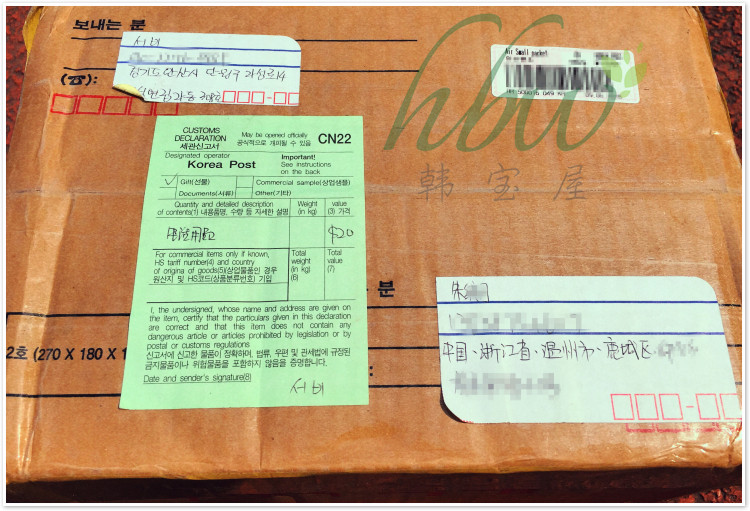 보내는 분
서비
경기도 안산시 단원구
(☎):
Air Small packet
hbw
韩宝屋
CUSTOMS
DECLARATION
세관신고서
May be opened officially
공식적으로 개피될 수 있음
CN22
Designated operator
Korea Post
Important!
See instructions
on the back
Gift(선물)
Commercial sample(상업샘플)
Documents(서류)
Other(기타)
Quantity and detailed description
of contents(1) 내용품명, 수량 등 자세한 설명
Weight
(in kg)
value
(3) 가격
$20
For commercial items only if known,
HS tariff number(4) and country
of origina of goods(5)(상업물품인 경우
원산지 및 HS코드(상품분류번호) 기입
Total
weight
(in kg)
(6)
Total
Value
(7)
I, the undersigned, whose name and address are given on
the item, certify that the particulars given in this declaration
are correct and that this item does not contain any
dangerous article or articles prohibited by legislation or by
postal or customs regulations
신고서에 신고한 물품이 정확하며, 법류, 우편 및 관세법에 규정된
금지물품이나 위험물품을 포함하지 않음을 증명합니다.
Date and sender's signature(8)
서비
분
2호 (270 X 180 X 1
朱
中国、浙江省、温州市、鹿城区